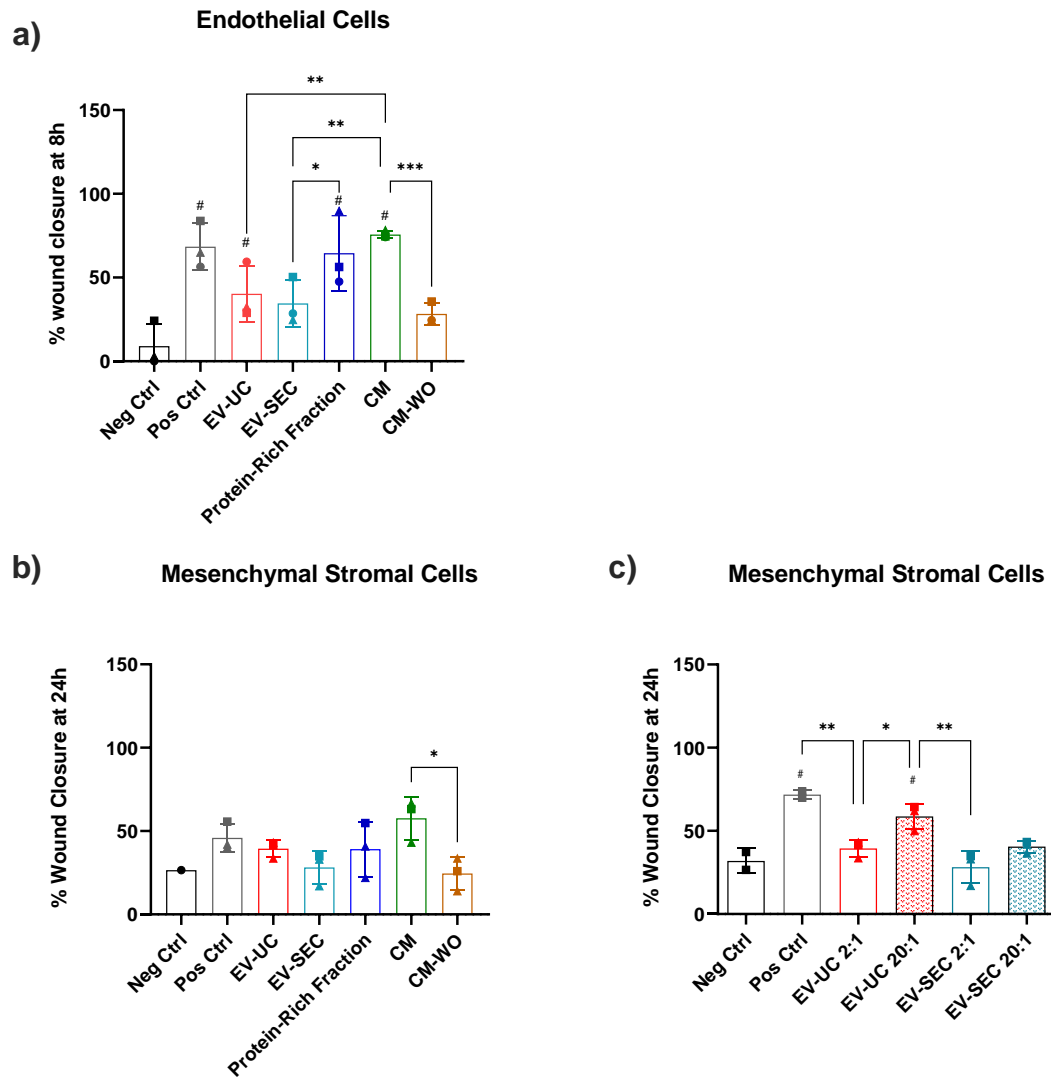 a)
Endothelial Cells
% wound closure at 8h
150
100
50
0
**
**
*
***
#
#
#
#
Neg Ctrl
Pos Ctrl
EV-UC
EV-SEC
Protein-Rich Fraction
CM
CM-WO
b)
Mesenchymal Stromal Cells
% Wound Closure at 24h
150
100
50
0
*
Neg Ctrl
Pos Ctrl
EV-UC
EV-SEC
Protein-Rich Fraction
CM
CM-WO
c)
Mesenchymal Stromal Cells
% Wound Closure at 24h
150
100
50
0
**
*
**
#
#
Neg Ctrl
Pos Ctrl
EV-UC 2:1
EV-UC 20:1
EV-SEC 2:1
EV-SEC 20:1